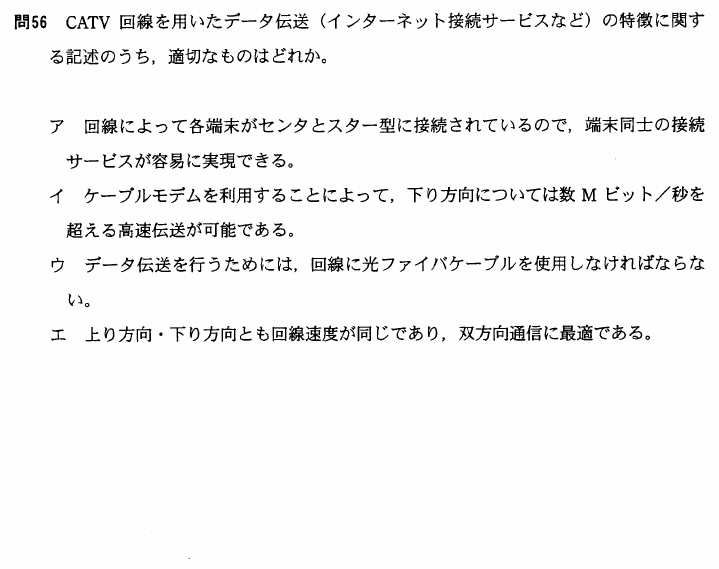 問56 CATV 回線を用いたデータ伝送（インターネット接続サービスなど）の特徴に関す
る記述のうち，適切なものはどれか。
ア 回線によって各端末がセンタとスター型に接続されているので，端末同士の接続
サービスが容易に実現できる。
イ ケーブルモデムを利用することによって，下り方向については数 M ビット／秒を
超える高速伝送が可能である。
ウ データ伝送を行うためには，回線に光ファイバケーブルを使用しなければならな
い。
エ 上り方向・下り方向とも回線速度が同じであり，双方向通信に最適である。